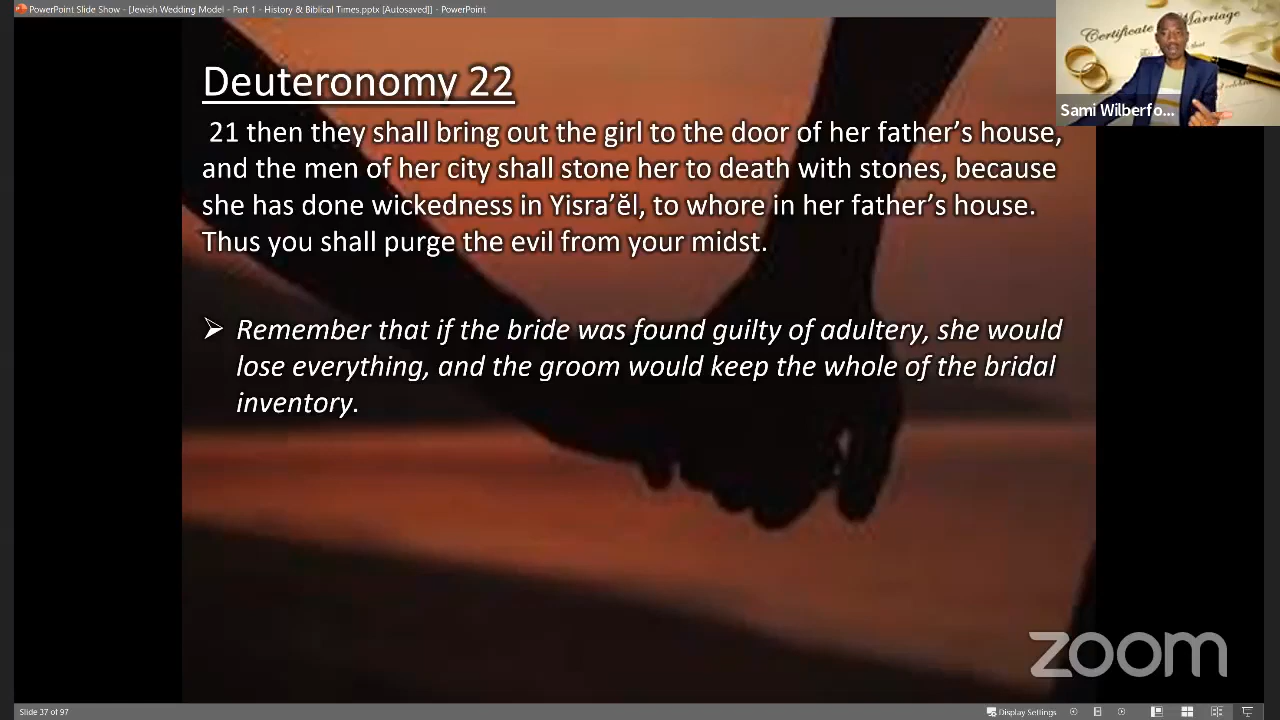 PowerPoint Slide Show - [Jewish Wedding Model - Part 1 - History & Biblical Times.pptx [Autosaved]] - PowerPoint
Certificate Marriage
Sami Wilberfo...
Deuteronomy 22
21 then they shall bring out the girl to the door of her father’s house,
and the men of her city shall stone her to death with stones, because
she has done wickedness in Yisra’ĕl, to whore in her father’s house.
Thus you shall purge the evil from your midst.
➢ Remember that if the bride was found guilty of adultery, she would
lose everything, and the groom would keep the whole of the bridal
inventory.
zoom
Slide 37 of 97
Display Settings